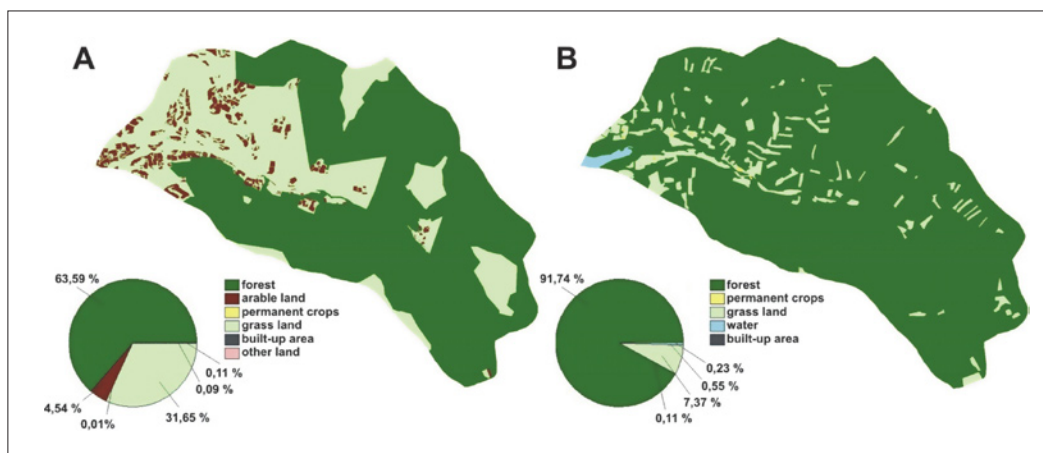 A
63,59 %
forest
arable land
permanent crops
grass land
built-up area
other land
0,11 %
0,09 %
4,54 %
0,01%
31,65 %
B
91,74 %
forest
permanent crops
grass land
water
built-up area
0,23 %
0,55 %
7,37 %
0,11 %